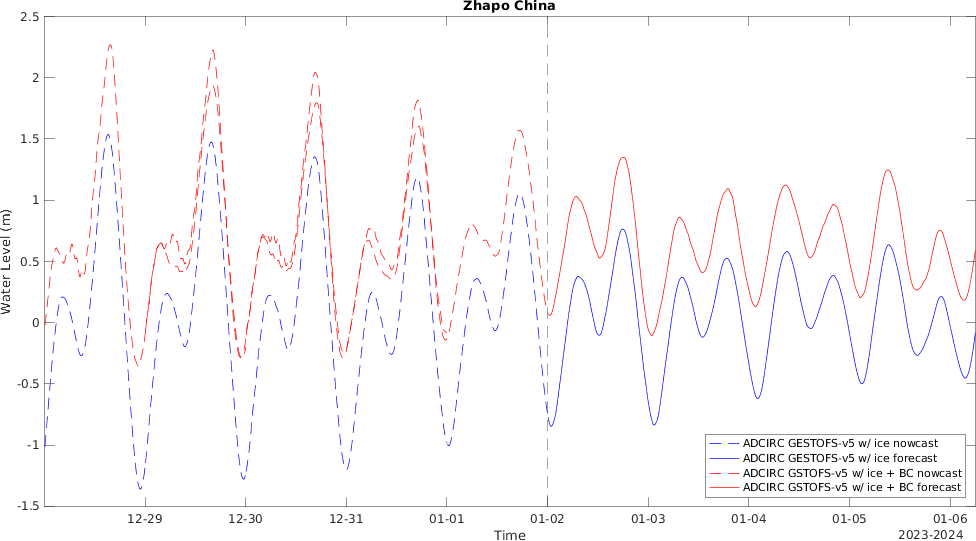 Zhapo China
2.5
2
1.5
1
0.5
0
-0.5
-1
-1.5
Water Level (m)
12-29
12-30
12-31
01-01
01-02
01-03
01-04
01-05
01-06
Time
2023-2024
ADCIRC GESTOFS-v5 w/ ice nowcast
ADCIRC GESTOFS-v5 w/ ice forecast
ADCIRC GSTOFS-v5 w/ ice + BC nowcast
ADCIRC GSTOFS-v5 w/ ice + BC forecast